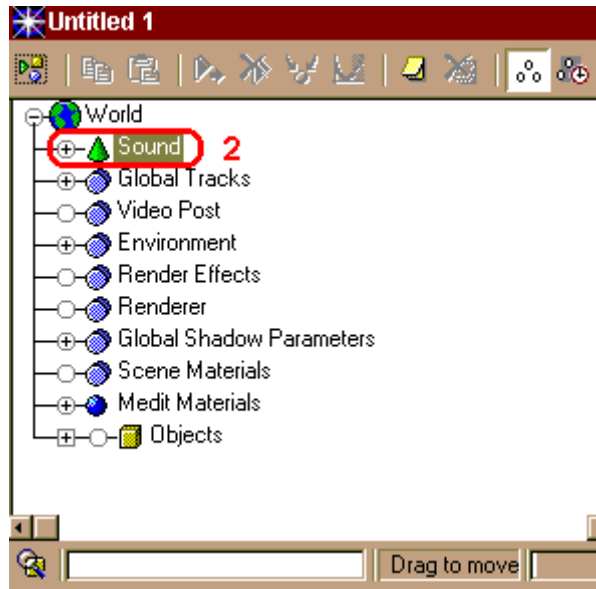 Untitled 1
World
Sound 2
Global Tracks
Video Post
Environment
Render Effects
Renderer
Global Shadow Parameters
Scene Materials
Medit Materials
Objects
Drag to move